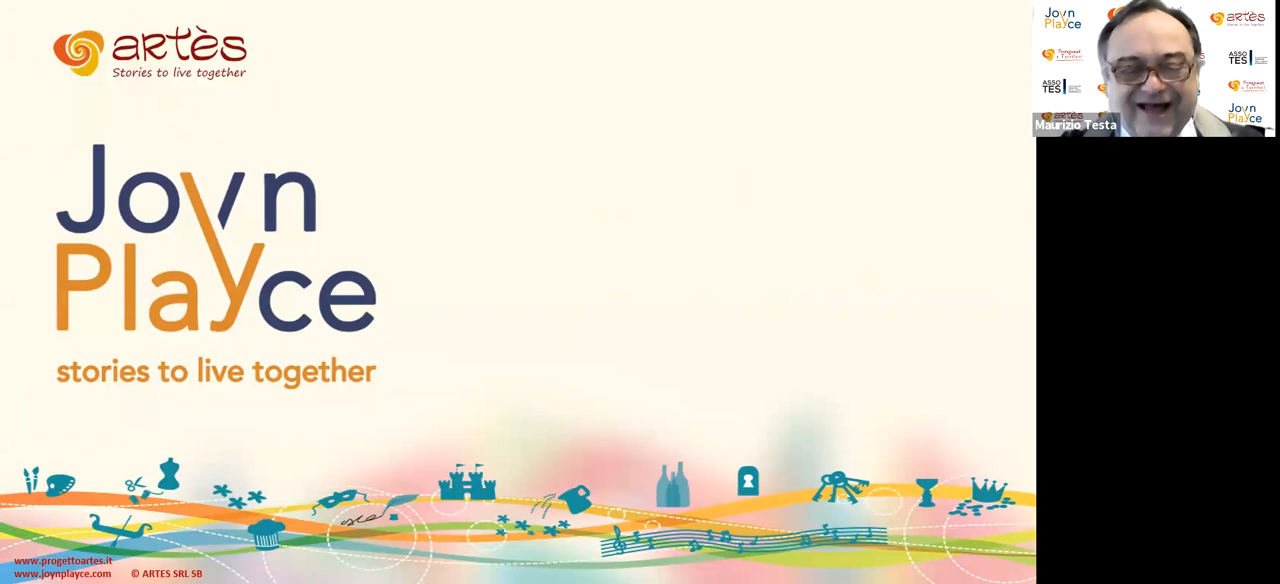 artès
Stories to live together
Joyn
Playce
stories to live together
www.progettoartes.it
www.joynplayce.com © ARTES SRL SB
Joyn
Playce
artès
ASSO
TES
ASSO
TES
Joyn
Playce
Maurizio Testa